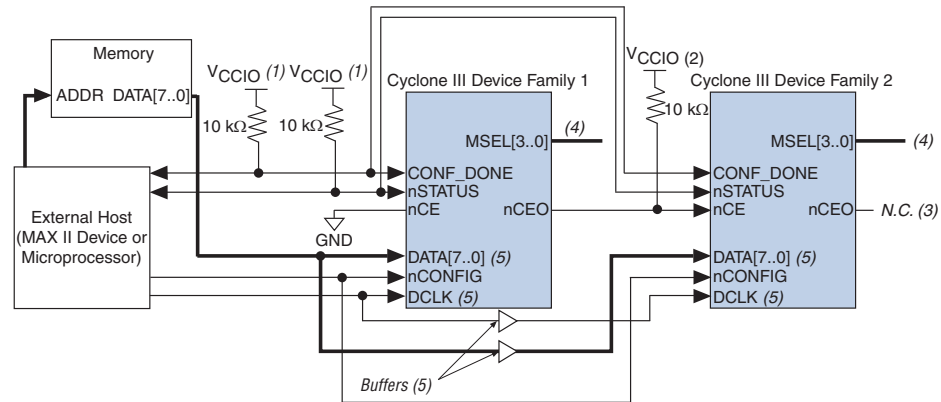 Memory
ADDR DATA[7..0]
VCCIO (1)
VCCIO (1)
10 kΩ
10 kΩ
Cyclone III Device Family 1
MSEL[3..0]
(4)
CONF_DONE
nSTATUS
nCE
nCEO
DATA[7..0] (5)
nCONFIG
DCLK (5)
GND
VCCIO (2)
10 kΩ
Cyclone III Device Family 2
MSEL[3..0]
(4)
CONF_DONE
nSTATUS
nCE
nCEO
N.C. (3)
DATA[7..0] (5)
nCONFIG
DCLK (5)
External Host
(MAX II Device or
Microprocessor)
Buffers (5)